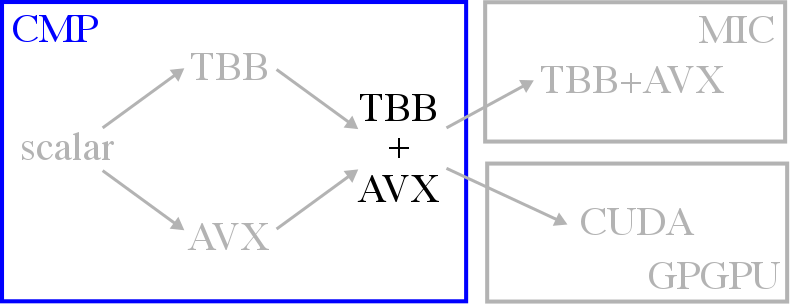 CMP
TBB
scalar
AVX
TBB
+
AVX
MIC
TBB+AVX
CUDA
GPGPU